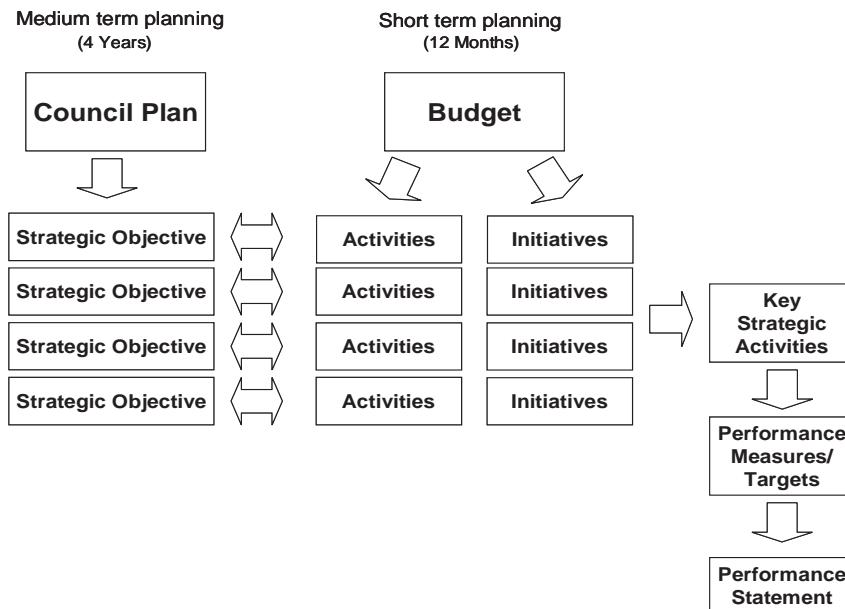 Medium term planning
(4 Years)
Short term planning
(12 Months)
Council Plan
Budget
Strategic Objective
Activities
Initiatives
Strategic Objective
Activities
Initiatives
Strategic Objective
Activities
Initiatives
Strategic Objective
Activities
Initiatives
Key
Strategic
Activities
Performance
Measures/
Targets
Performance
Statement